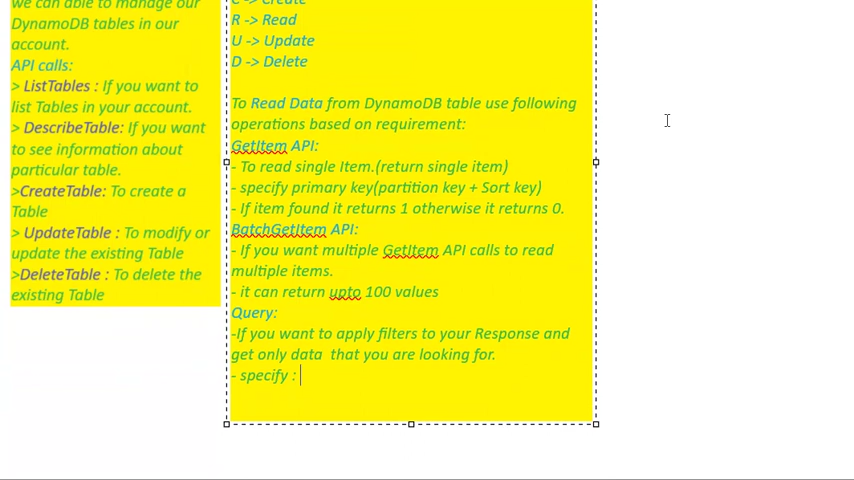 we can able to manage our
DynamoDB tables in our
account.
API calls:
> ListTables : If you want to
list Tables in your account.
> DescribeTable: If you want
to see information about
particular table.
>CreateTable: To create a
Table
> UpdateTable : To modify or
update the existing Table
>DeleteTable : To delete the
existing Table
C -> Create
R -> Read
U -> Update
D -> Delete
To Read Data from DynamoDB table use following
operations based on requirement:
GetItem API:
- To read single Item.(return single item)
- specify primary key(partition key + Sort key)
- If item found it returns 1 otherwise it returns 0.
BatchGetItem API:
- If you want multiple GetItem API calls to read
multiple items.
- it can return upto 100 values
Query:
-If you want to apply filters to your Response and
get only data  that you are looking for.
- specify :